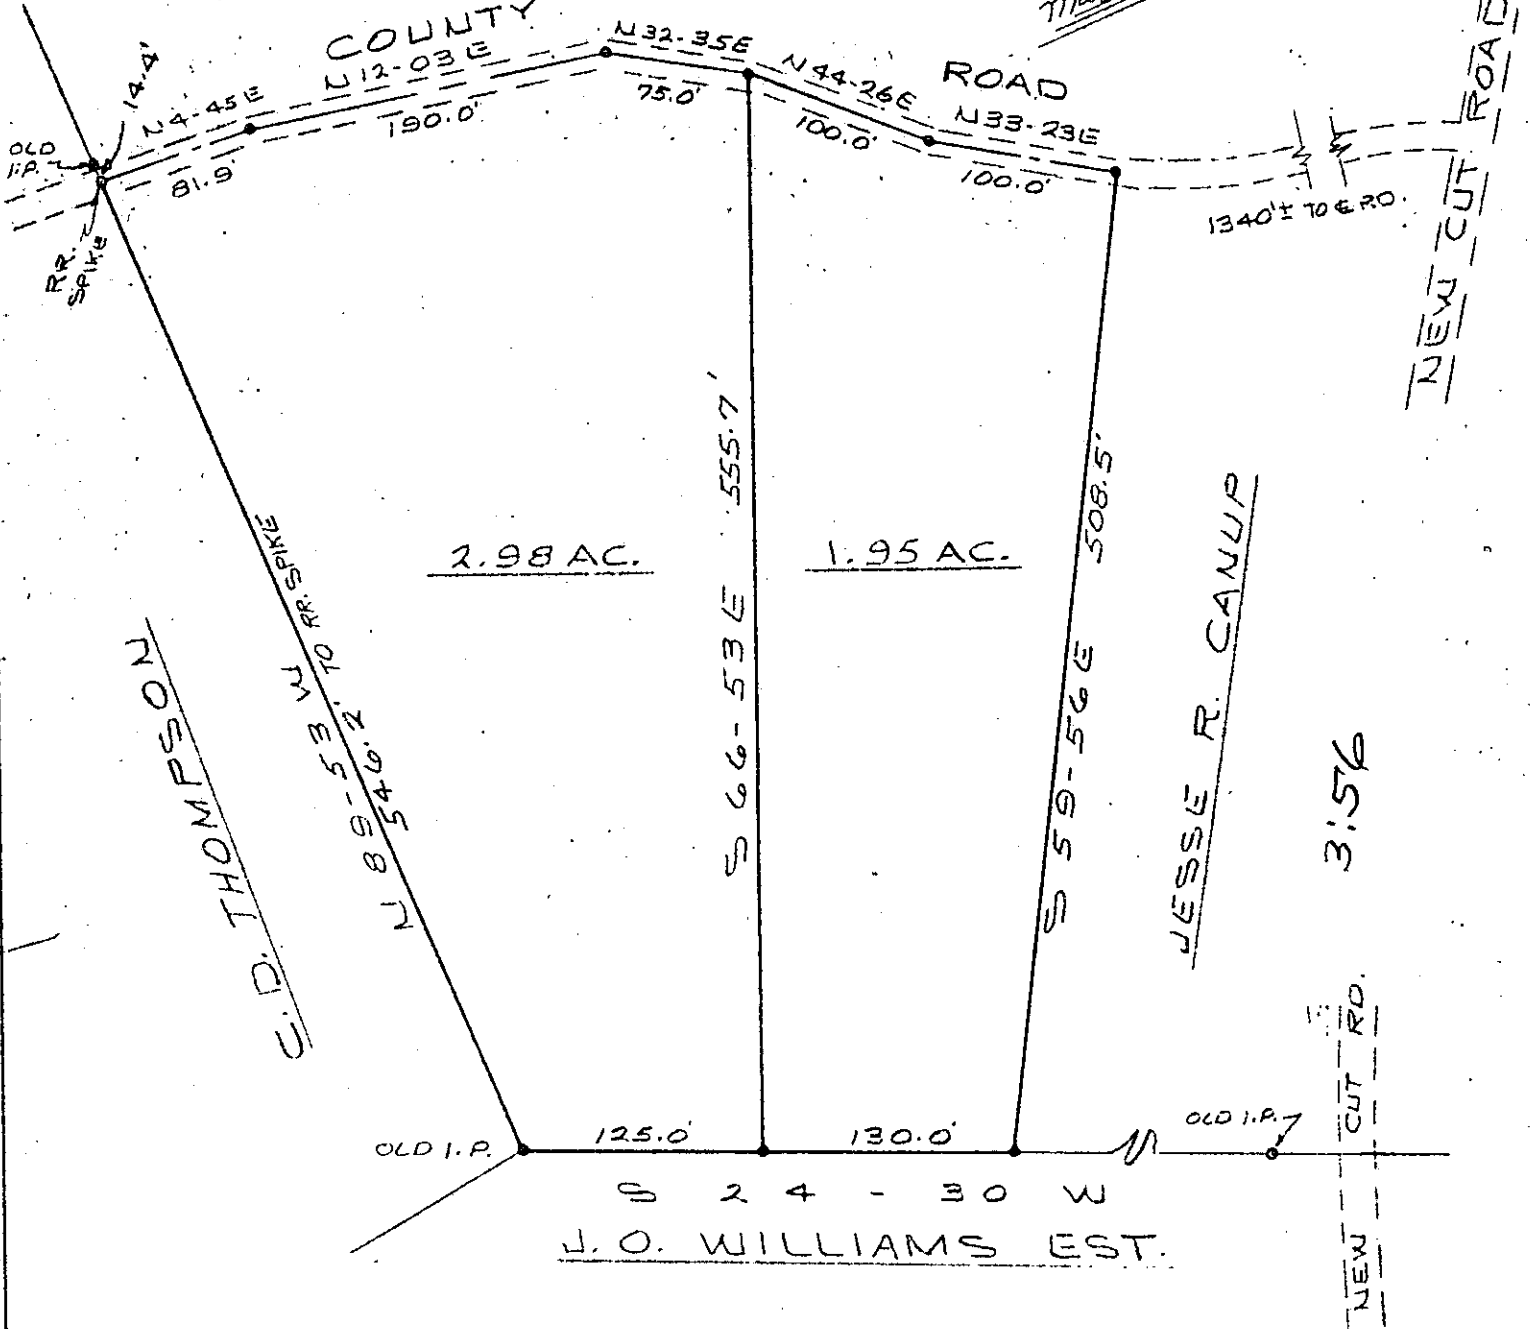 COUNTY
ROAD
N4-45E
N12-03E
N32-35E
N44-26E
N33-23E
14.4'
OLD
I.P.
81.9'
190.0'
75.0'
100.0'
100.0'
RR.
SPIKE
1340'± TO ℄ RD.
NEW CUT ROAD
2.98 AC.
1.95 AC.
S 66-53E 555.7'
S 59-56E 508.5'
N 89-53 W
546.2' TO RR. SPIKE
C.D. THOMPSON
JESSE R. CANUP
3:56
OLD I.P.
125.0'
130.0'
OLD I.P.
S 24 - 30 W
J. O. WILLIAMS EST.
NEW CUT RD.